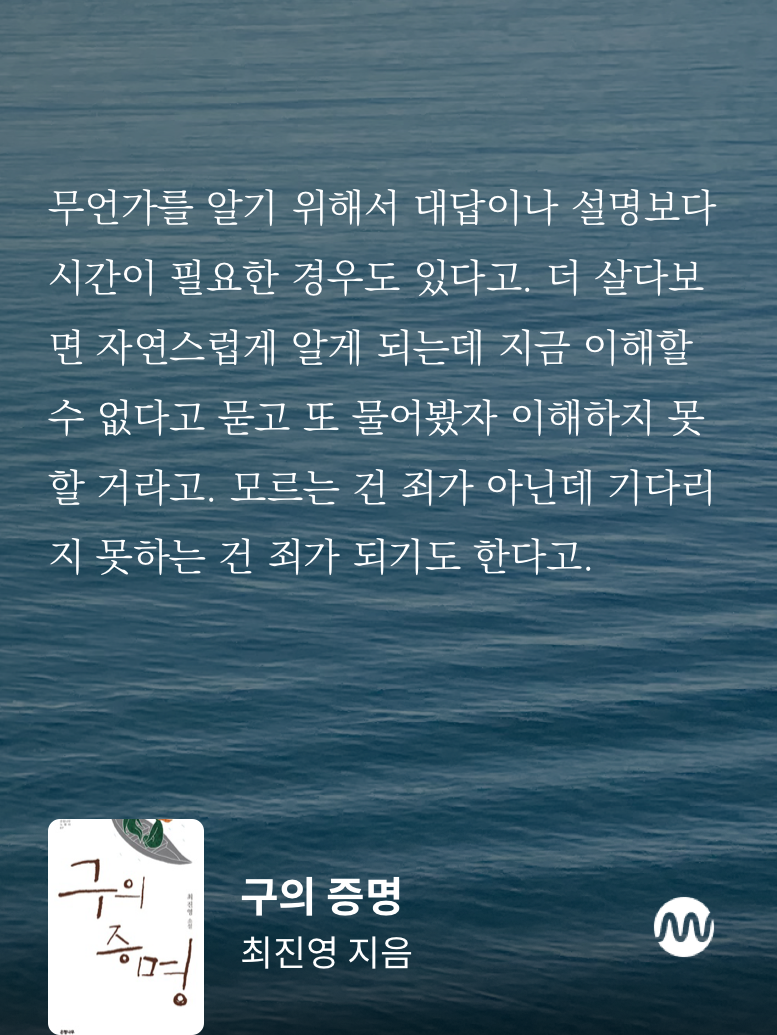 무언가를 알기 위해서 대답이나 설명보다
시간이 필요한 경우도 있다고. 더 살다보
면 자연스럽게 알게 되는데 지금 이해할
수 없다고 묻고 또 물어봤자 이해하지 못
할 거라고. 모르는 건 죄가 아닌데 기다리
지 못하는 건 죄가 되기도 한다고.
구의
증명
최진영 소설
은행나무
구의 증명
최진영 지음